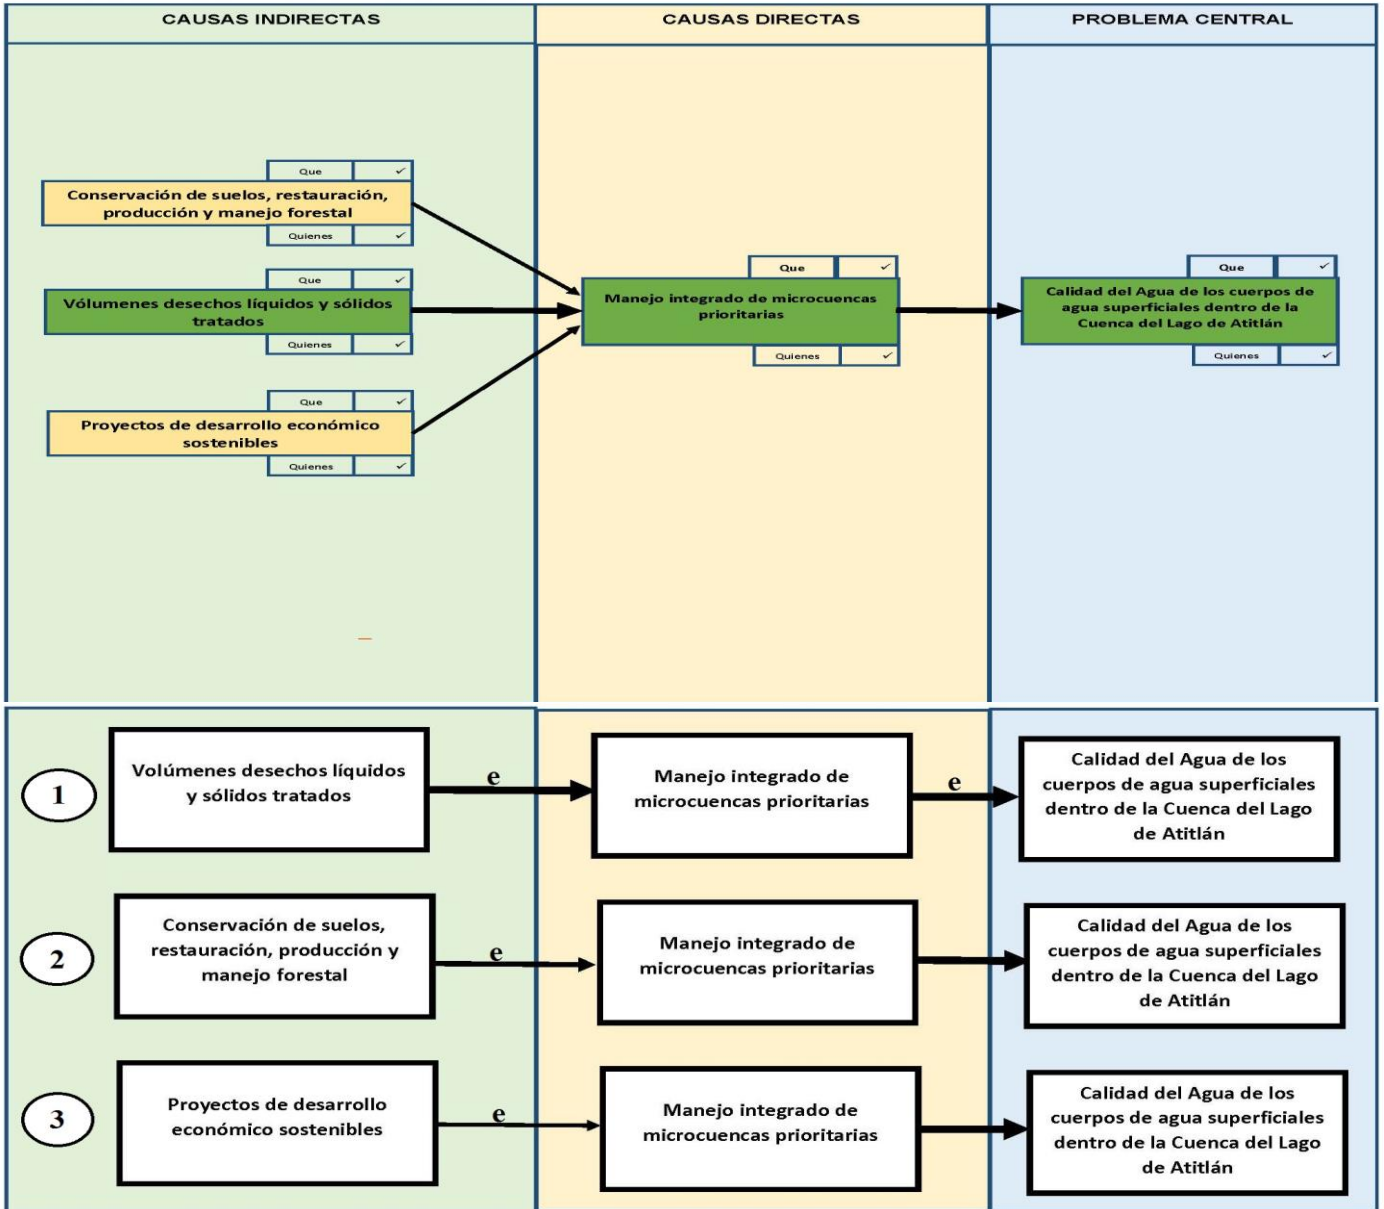 CAUSAS INDIRECTAS
CAUSAS DIRECTAS
PROBLEMA CENTRAL
Que ✓
Conservación de suelos, restauración,
producción y manejo forestal
Quienes ✓
Que ✓
Vólumenes desechos líquidos y sólidos
tratados
Quienes ✓
Que ✓
Proyectos de desarrollo económico
sostenibles
Quienes ✓
Que ✓
Manejo integrado de microcuencas
prioritarias
Quienes ✓
Que ✓
Calidad del Agua de los cuerpos de
agua superficiales dentro de la
Cuenca del Lago de Atitlán
Quienes ✓
1
Volúmenes desechos líquidos
y sólidos tratados
e
Manejo integrado de
microcuencas prioritarias
e
Calidad del Agua de los
cuerpos de agua superficiales
dentro de la Cuenca del Lago
de Atitlán
2
Conservación de suelos,
restauración, producción y
manejo forestal
e
Manejo integrado de
microcuencas prioritarias
Calidad del Agua de los
cuerpos de agua superficiales
dentro de la Cuenca del Lago
de Atitlán
3
Proyectos de desarrollo
económico sostenibles
e
Manejo integrado de
microcuencas prioritarias
Calidad del Agua de los
cuerpos de agua superficiales
dentro de la Cuenca del Lago
de Atitlán